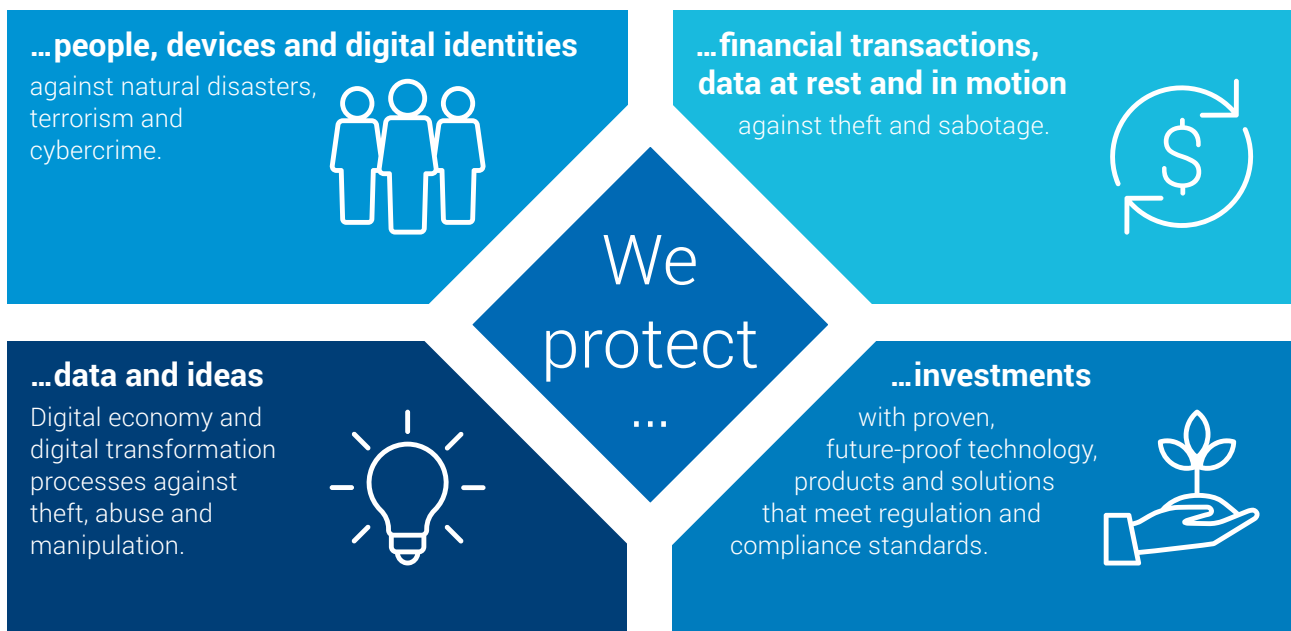 We
protect
...
...people, devices and digital identities
against natural disasters,
terrorism and
cybercrime.
...financial transactions,
data at rest and in motion
against theft and sabotage.
$
...data and ideas
Digital economy and
digital transformation
processes against
theft, abuse and
manipulation.
...investments
with proven,
future-proof technology,
products and solutions
that meet regulation and
compliance standards.